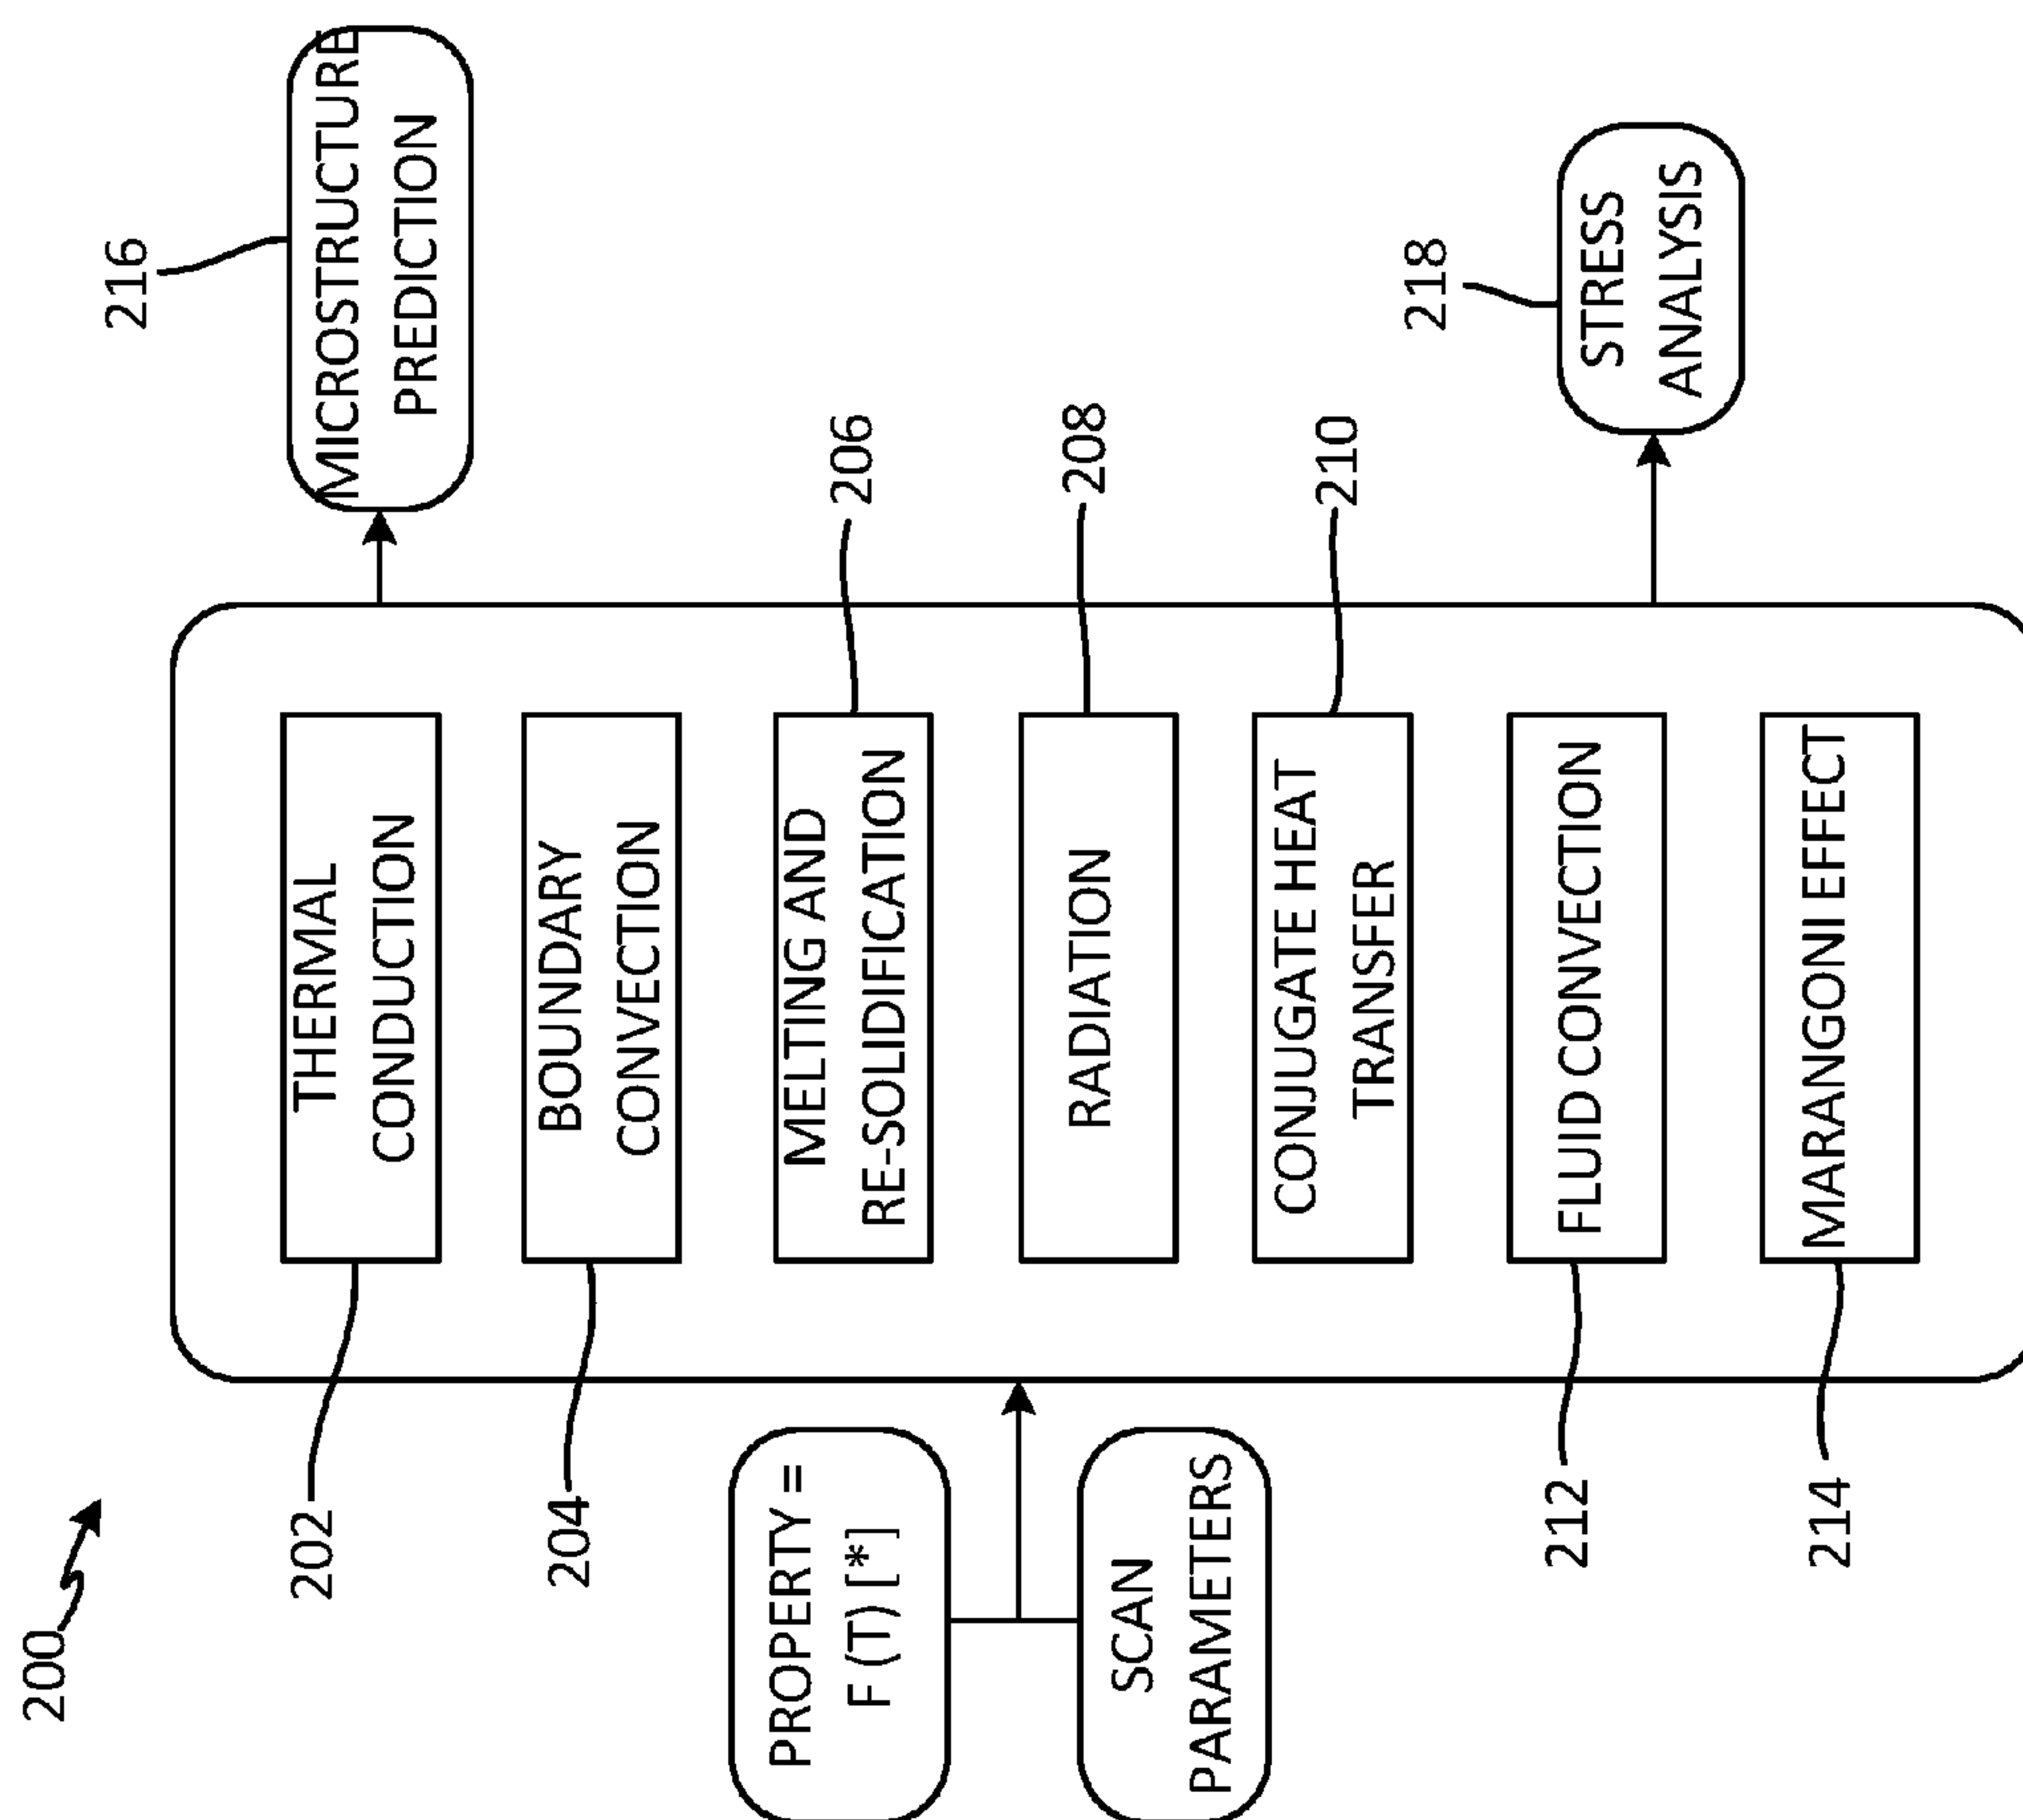 200
202
THERMAL
CONDUCTION
204
BOUNDARY
CONVECTION
MELTING AND
RE-SOLIDIFICATION
206
RADIATION
208
CONJUGATE HEAT
TRANSFER
210
212
FLUID CONVECTION
214
MARANGONI EFFECT
PROPERTY =
F (T) [*]
SCAN
PARAMETERS
216
MICROSTRUCTURE
PREDICTION
218
STRESS
ANALYSIS